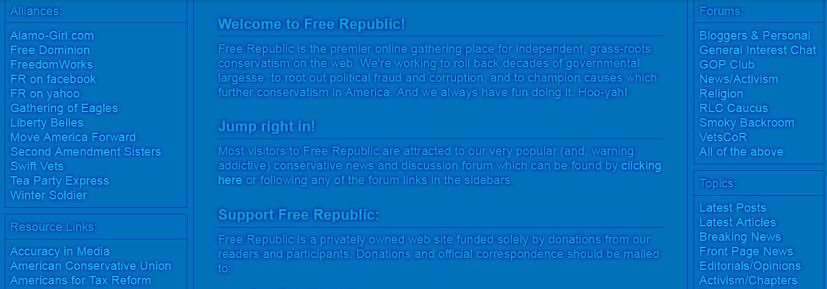 Alliances:
Alamo-Girl.com
Free Dominion
FreedomWorks
FR on facebook
FR on yahoo
Gathering of Eagles
Liberty Belles
Move America Forward
Second Amendment Sisters
Swift Vets
Tea Party Express
Winter Soldier
Resource Links:
Accuracy in Media
American Conservative Union
Americans for Tax Reform
Welcome to Free Republic!
Free Republic is the premier online gathering place for independent, grass-roots
conservatism on the web. We're working to roll back decades of governmental
largesse, to root out political fraud and corruption, and to champion causes which
further conservatism in America. And we always have fun doing it. Hoo-yah!
Jump right in!
Most visitors to Free Republic are attracted to our very popular (and, warning:
addictive) conservative news and discussion forum which can be found by clicking
here or following any of the forum links in the sidebars.
Support Free Republic:
Free Republic is a privately owned web site funded solely by donations from our
readers and participants. Donations and official correspondence should be mailed
to:
Forums:
Bloggers & Personal
General Interest Chat
GOP Club
News/Activism
Religion
RLC Caucus
Smoky Backroom
VetsCoR
All of the above
Topics:
Latest Posts
Latest Articles
Breaking News
Front Page News
Editorials/Opinions
Activism/Chapters